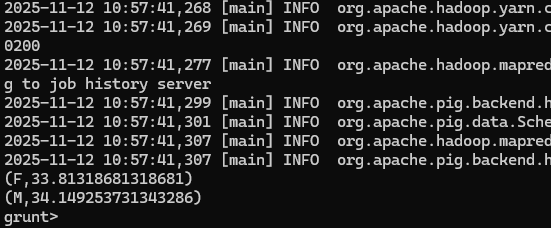 2025-11-12 10:57:41,268 [main] INFO  org.apache.hadoop.yarn.c
2025-11-12 10:57:41,269 [main] INFO  org.apache.hadoop.yarn.c
0200
2025-11-12 10:57:41,277 [main] INFO  org.apache.hadoop.mapred
g to job history server
2025-11-12 10:57:41,299 [main] INFO  org.apache.pig.backend.h
2025-11-12 10:57:41,301 [main] INFO  org.apache.pig.data.Sche
2025-11-12 10:57:41,307 [main] INFO  org.apache.hadoop.mapred
2025-11-12 10:57:41,307 [main] INFO  org.apache.pig.backend.h
(F,33.81318681318681)
(M,34.149253731343286)
grunt>